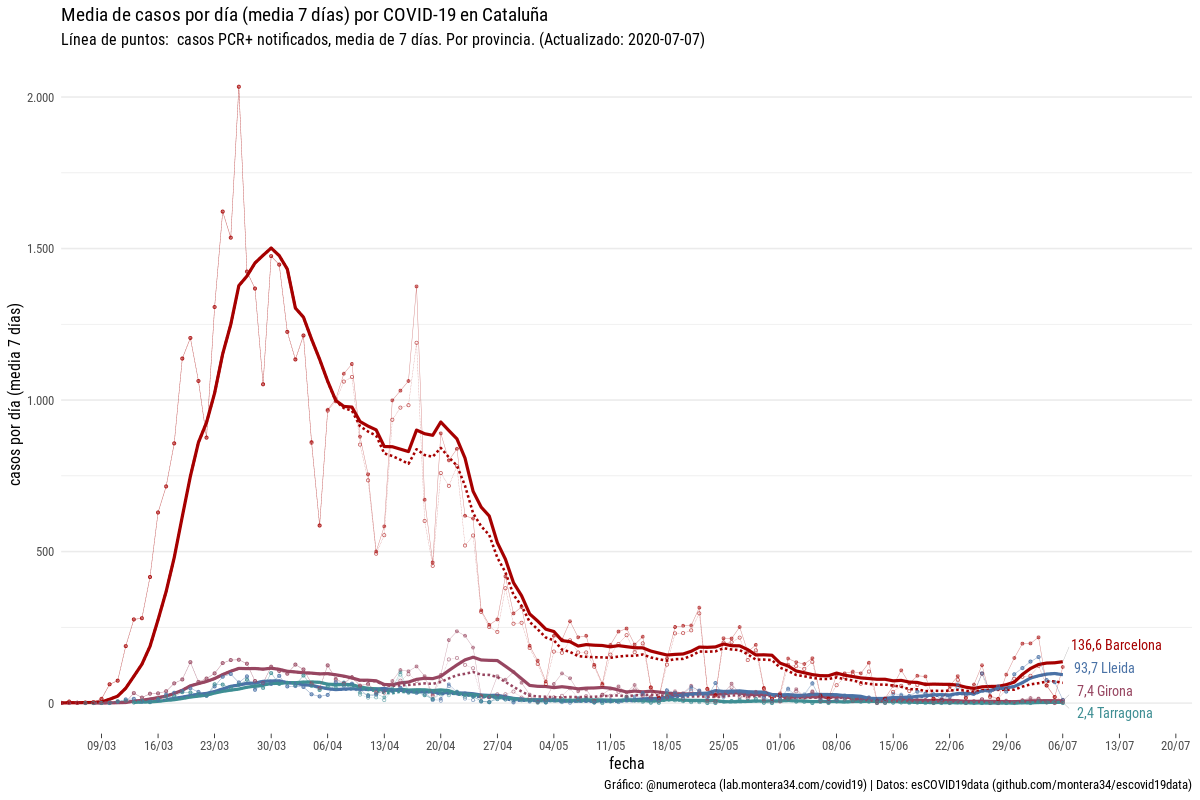 Media de casos por día (media 7 días) por COVID-19 en Cataluña
Línea de puntos:  casos PCR+ notificados, media de 7 días. Por provincia. (Actualizado: 2020-07-07)
casos por día (media 7 días)
2.000
1.500
1.000
500
0
136,6 Barcelona
93,7 Lleida
7,4 Girona
2,4 Tarragona
09/03 16/03 23/03 30/03 06/04 13/04 20/04 27/04 04/05 11/05 18/05 25/05 01/06 08/06 15/06 22/06 29/06 06/07 13/07 20/07
fecha
Gráfico: @numeroteca (lab.montera34.com/covid19) | Datos: esCOVID19data (github.com/montera34/escovid19data)